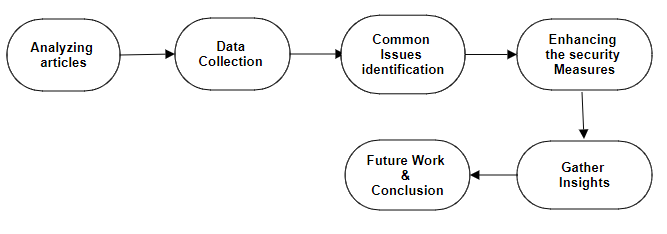 Analyzing
articles
Data
Collection
Common
Issues
identification
Enhancing
the security
Measures
Gather
Insights
Future Work
&
Conclusion